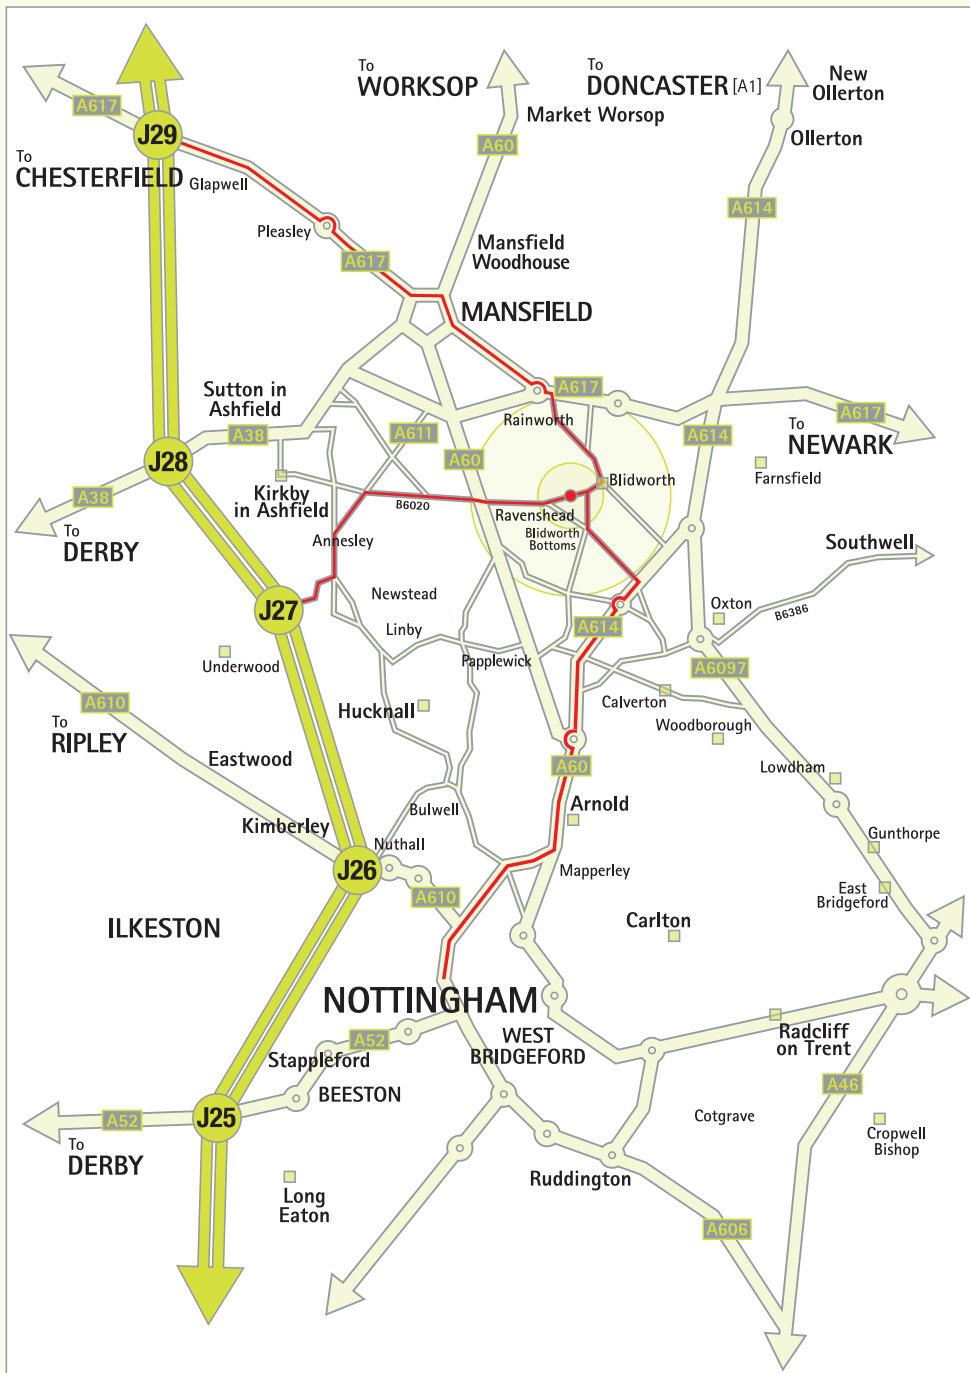 To
WORKSOP
To
DONCASTER [A1]
New
Ollerton
A617
J29
Market Worsop
Ollerton
A60
To
CHESTERFIELD
Glapwell
A614
Pleasley
A617
Mansfield
Woodhouse
MANSFIELD
Sutton in
Ashfield
A617
Rainworth
A617
To
NEWARK
A38
A611
A614
J28
A60
Farnsfield
Blidworth
Kirkby
in Ashfield
A38
B6020
Ravenshead
Blidworth
Bottoms
To
DERBY
Annesley
Southwell
J27
Newstead
Oxton
B6386
Linby
A614
Underwood
Papplewick
A6097
A610
Calverton
To
RIPLEY
Hucknall
Woodborough
Eastwood
A60
Lowdham
Kimberley
Bulwell
Arnold
Gunthorpe
Nuthall
J26
Mapperley
A610
East
Bridgeford
ILKESTON
Carlton
NOTTINGHAM
WEST
BRIDGEFORD
A52
Radcliff
on Trent
Stappleford
BEESTON
A46
A52
J25
Cotgrave
To
DERBY
Cropwell
Bishop
Long
Eaton
Ruddington
A606